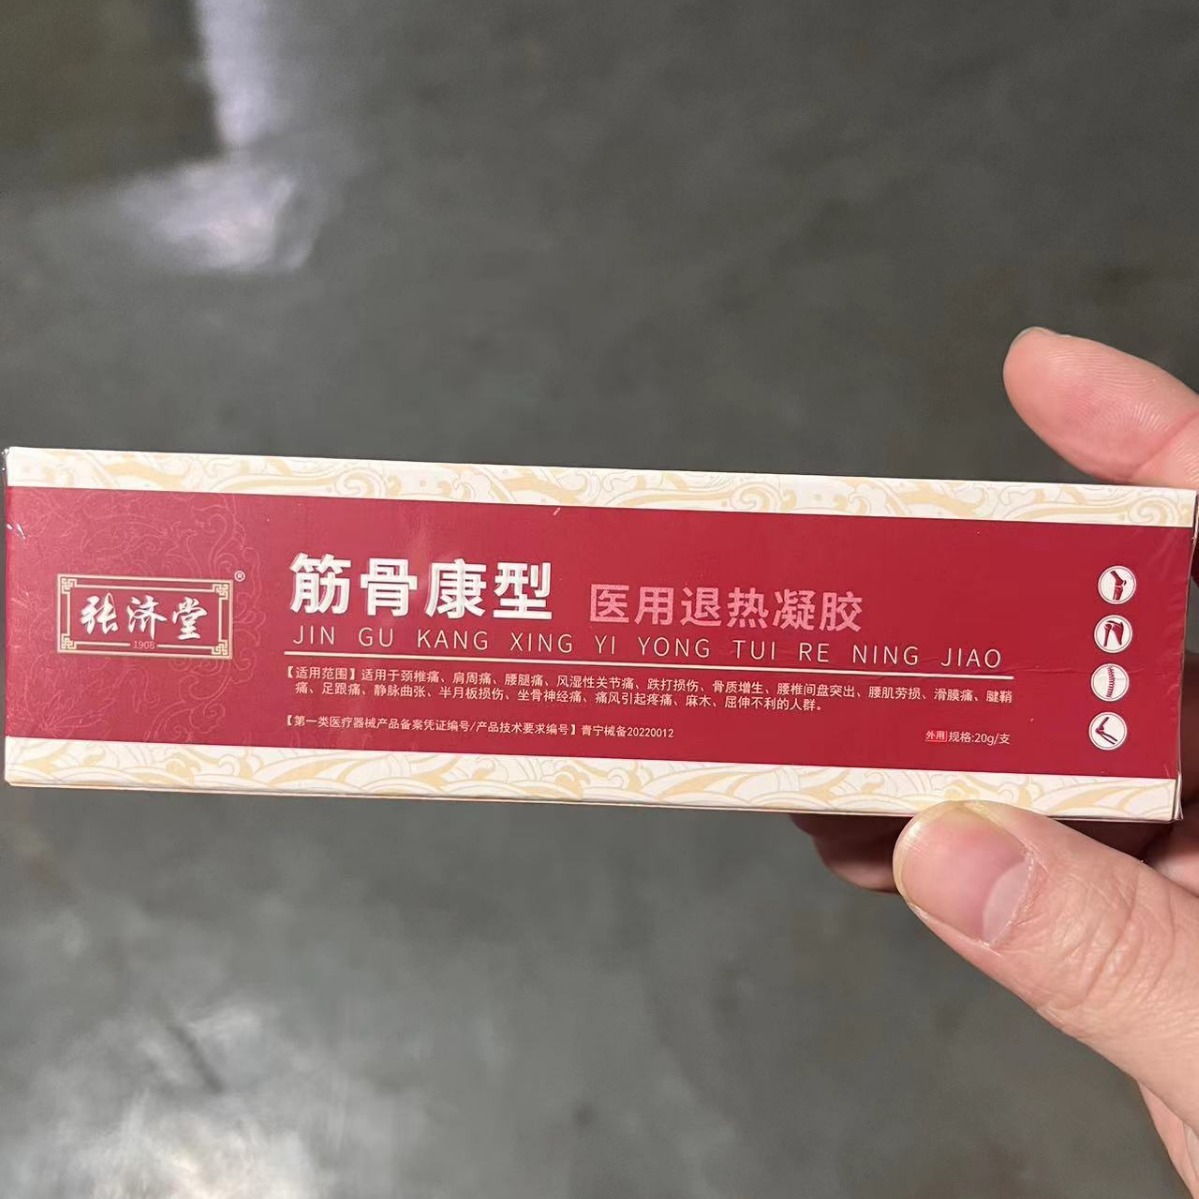 张济堂®
1908
筋骨康型 医用退热凝胶
JIN GU KANG XING YI YONG TUI RE NING JIAO
【适用范围】适用于颈椎痛、肩周痛、腰腿痛、风湿性关节痛、跌打损伤、骨质增生、腰椎间盘突出、腰肌劳损、滑膜痛、腱鞘
痛、足跟痛、静脉曲张、半月板损伤、坐骨神经痛、痛风引起疼痛、麻木、屈伸不利的人群。
【第一类医疗器械产品备案凭证编号/产品技术要求编号】青宁械备20220012
外用 规格:20g/支